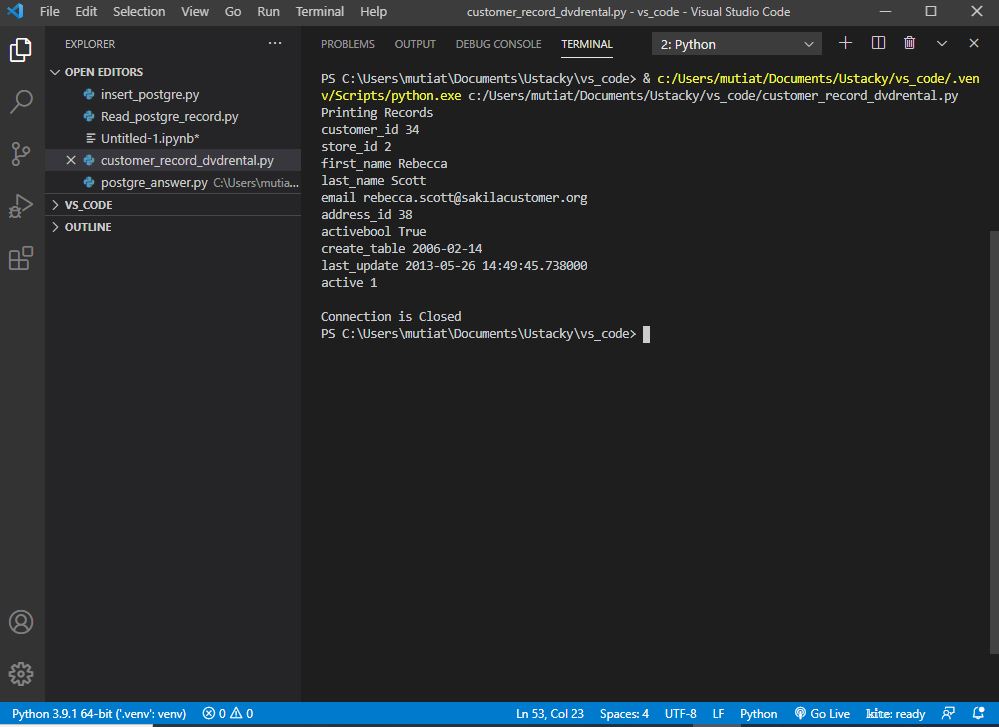 File Edit Selection View Go Run Terminal Help customer_record_dvdrental.py - vs_code - Visual Studio Code
EXPLORER
OPEN EDITORS
insert_postgre.py
Read_postgre_record.py
Untitled-1.ipynb*
customer_record_dvdrental.py
postgre_answer.py C:\Users\mutia...
VS_CODE
OUTLINE
PROBLEMS OUTPUT DEBUG CONSOLE TERMINAL 2: Python
PS C:\Users\mutiat\Documents\Ustacky\vs_code> & c:/Users/mutiat/Documents/Ustacky/vs_code/.ven
v/Scripts/python.exe c:/Users/mutiat/Documents/Ustacky/vs_code/customer_record_dvdrental.py
Printing Records
customer_id 34
store_id 2
first_name Rebecca
last_name Scott
email rebecca.scott@sakilacustomer.org
address_id 38
activebool True
create_table 2006-02-14
last_update 2013-05-26 14:49:45.738000
active 1
Connection is Closed
PS C:\Users\mutiat\Documents\Ustacky\vs_code>
Python 3.9.1 64-bit ('.venv': venv) 0 0 Ln 53, Col 23 Spaces: 4 UTF-8 LF Python Go Live kite: ready